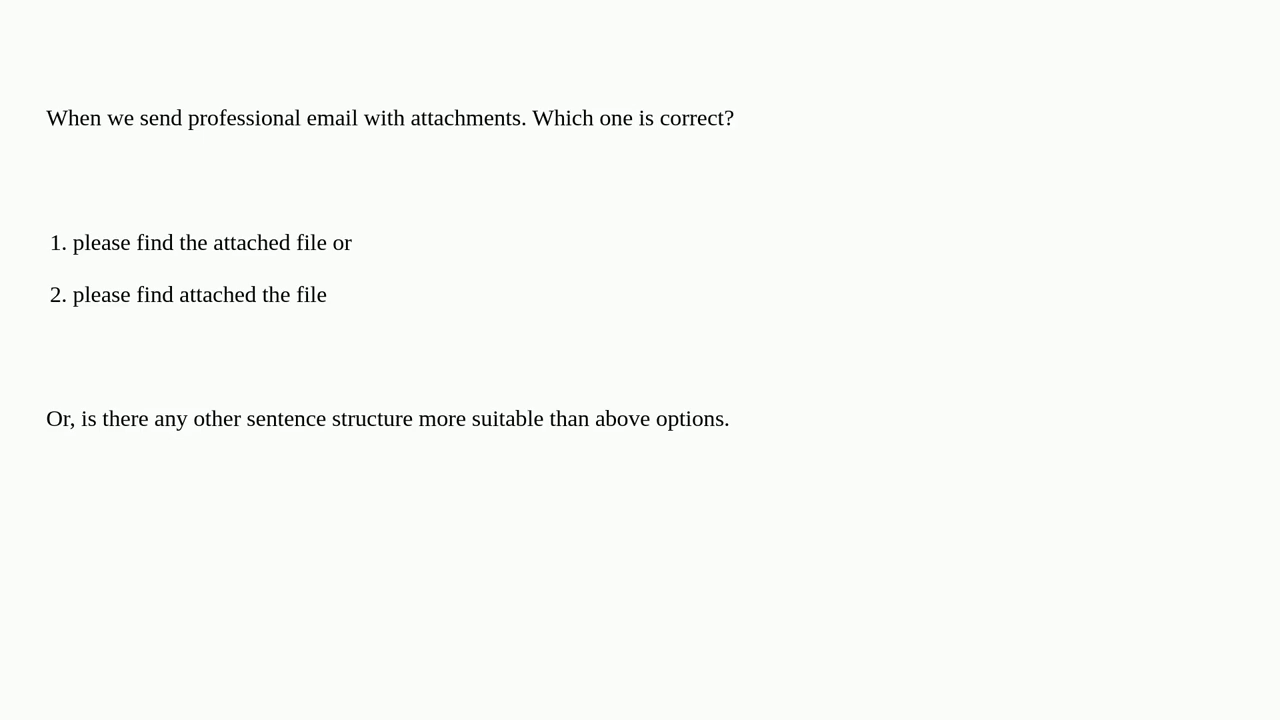 When we send professional email with attachments. Which one is correct?
1. please find the attached file or
2. please find attached the file
Or, is there any other sentence structure more suitable than above options.